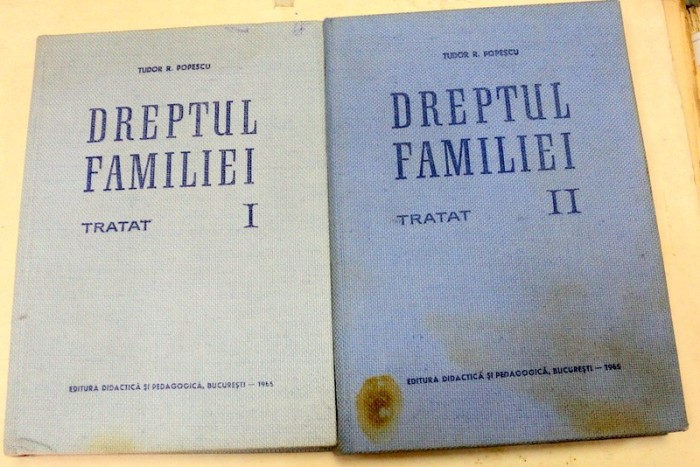 TUDOR R. POPESCU
DREPTUL
FAMILIEI
TRATAT I
EDITURA DIDACTICĂ ȘI PEDAGOGICĂ, BUCUREȘTI — 1965
TUDOR R. POPESCU
DREPTUL
FAMILIEI
TRATAT II
EDITURA DIDACTICĂ ȘI PEDAGOGICĂ, BUCUREȘTI — 1965